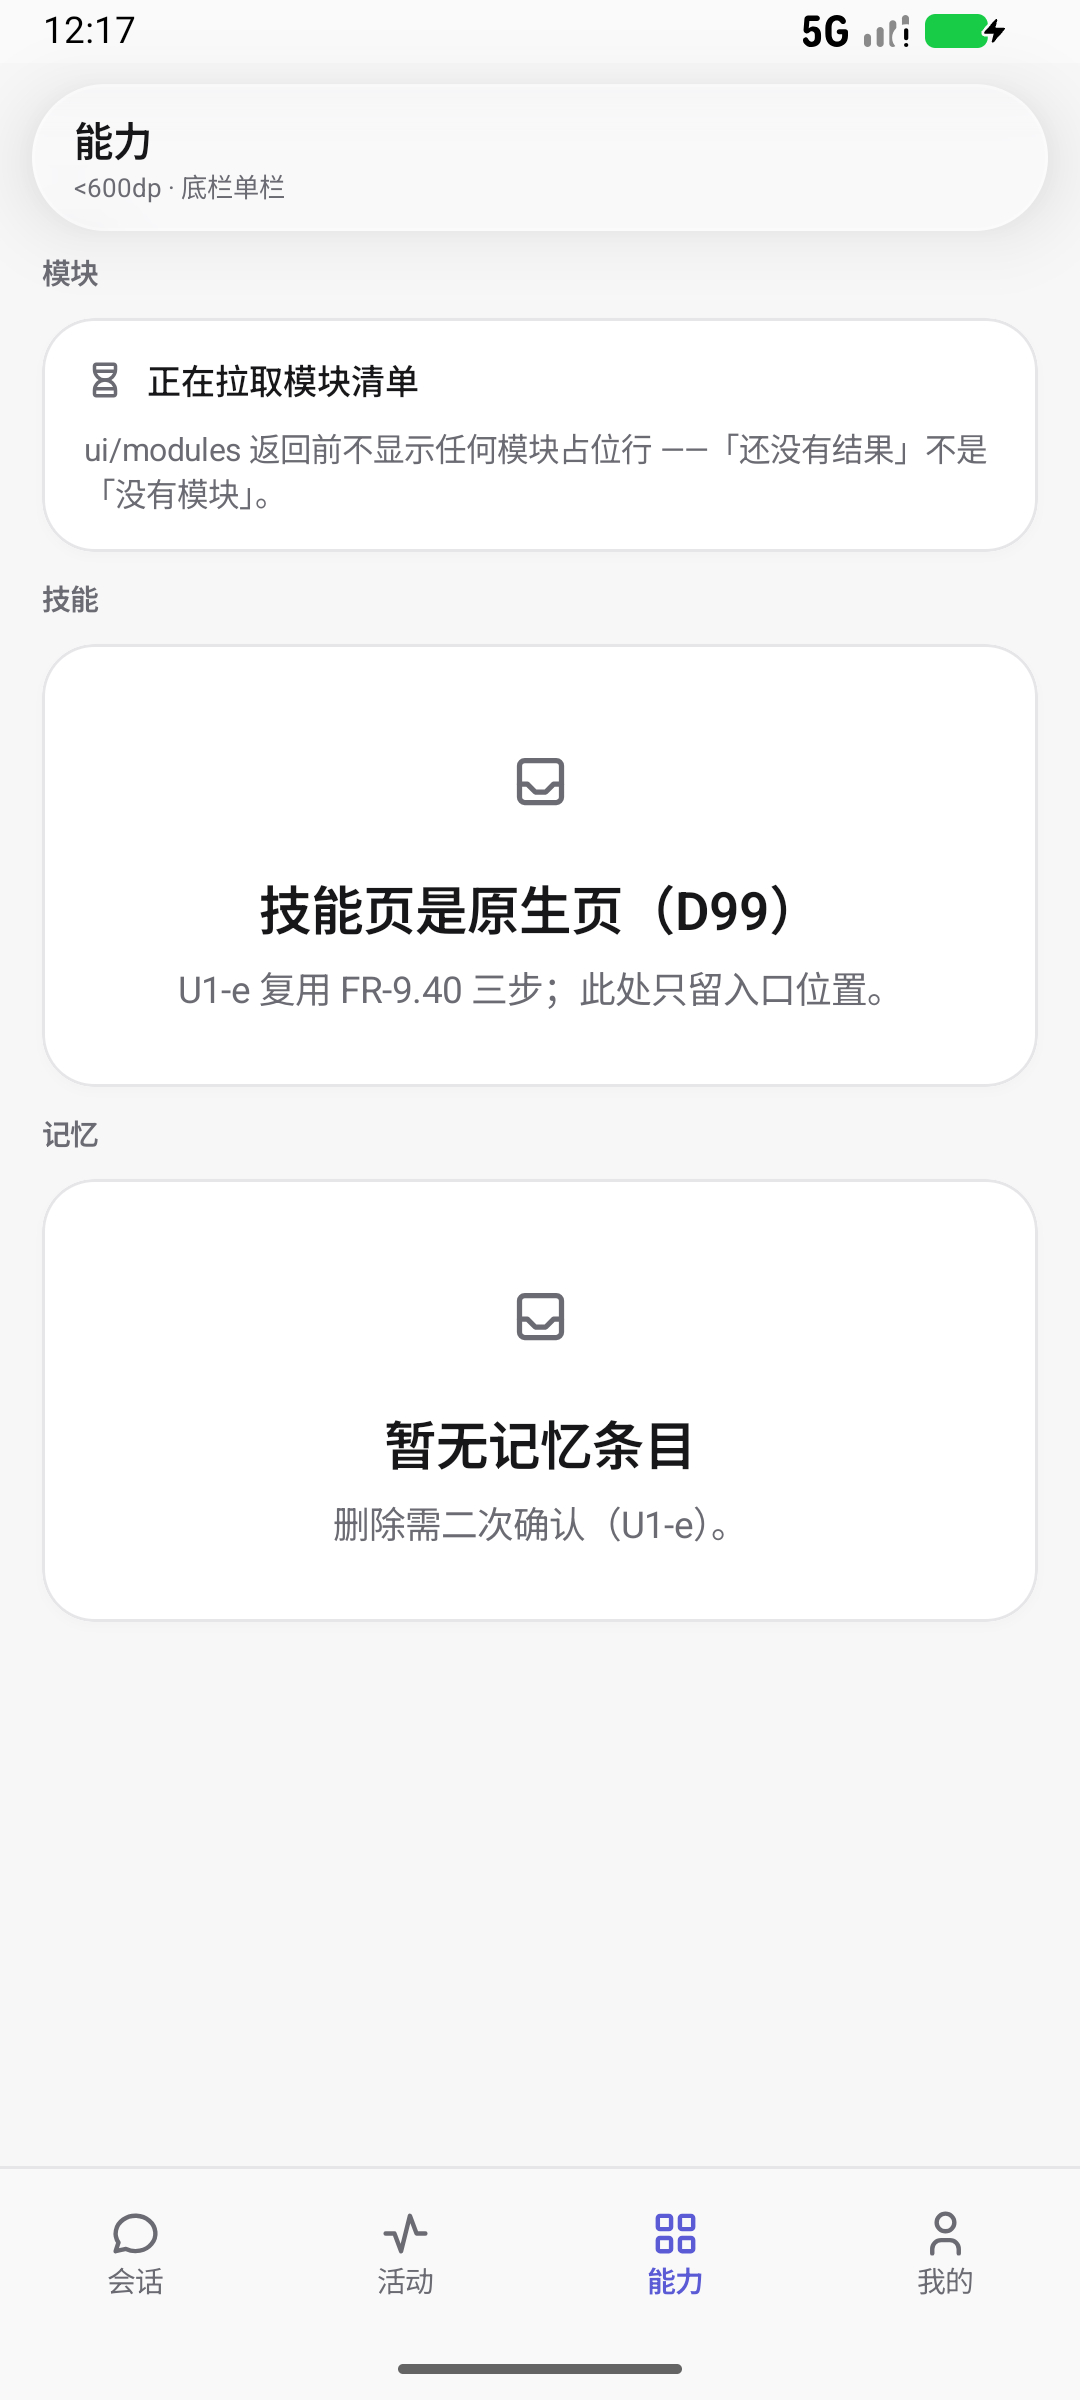 12:17
5G
能力
<600dp · 底栏单栏
模块
正在拉取模块清单
ui/modules 返回前不显示任何模块占位行 ——「还没有结果」不是
「没有模块」。
技能
技能页是原生页（D99）
U1-e 复用 FR-9.40 三步；此处只留入口位置。
记忆
暂无记忆条目
删除需二次确认（U1-e）。
会话
活动
能力
我的